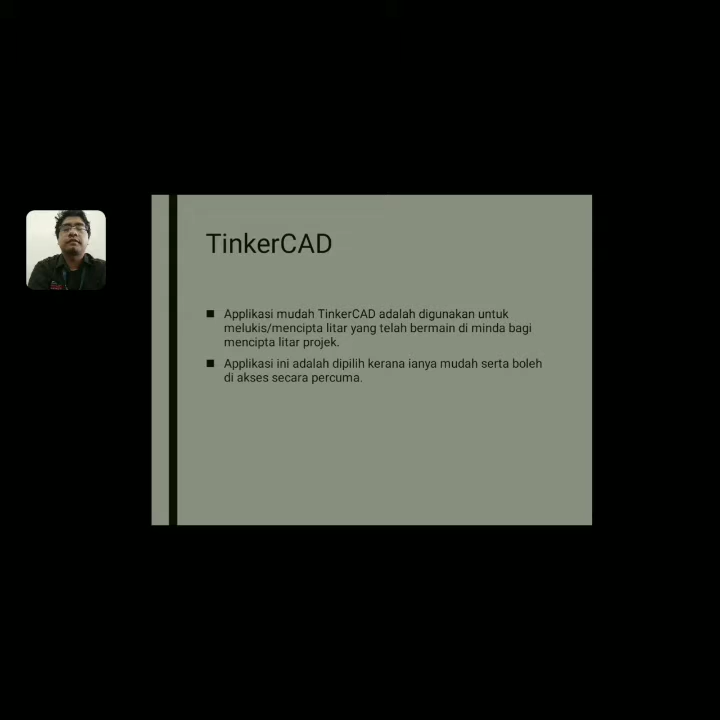 TinkerCAD
Applikasi mudah TinkerCAD adalah digunakan untuk
melukis/mencipta litar yang telah bermain di minda bagi
mencipta litar projek.
Applikasi ini adalah dipilih kerana ianya mudah serta boleh
di akses secara percuma.